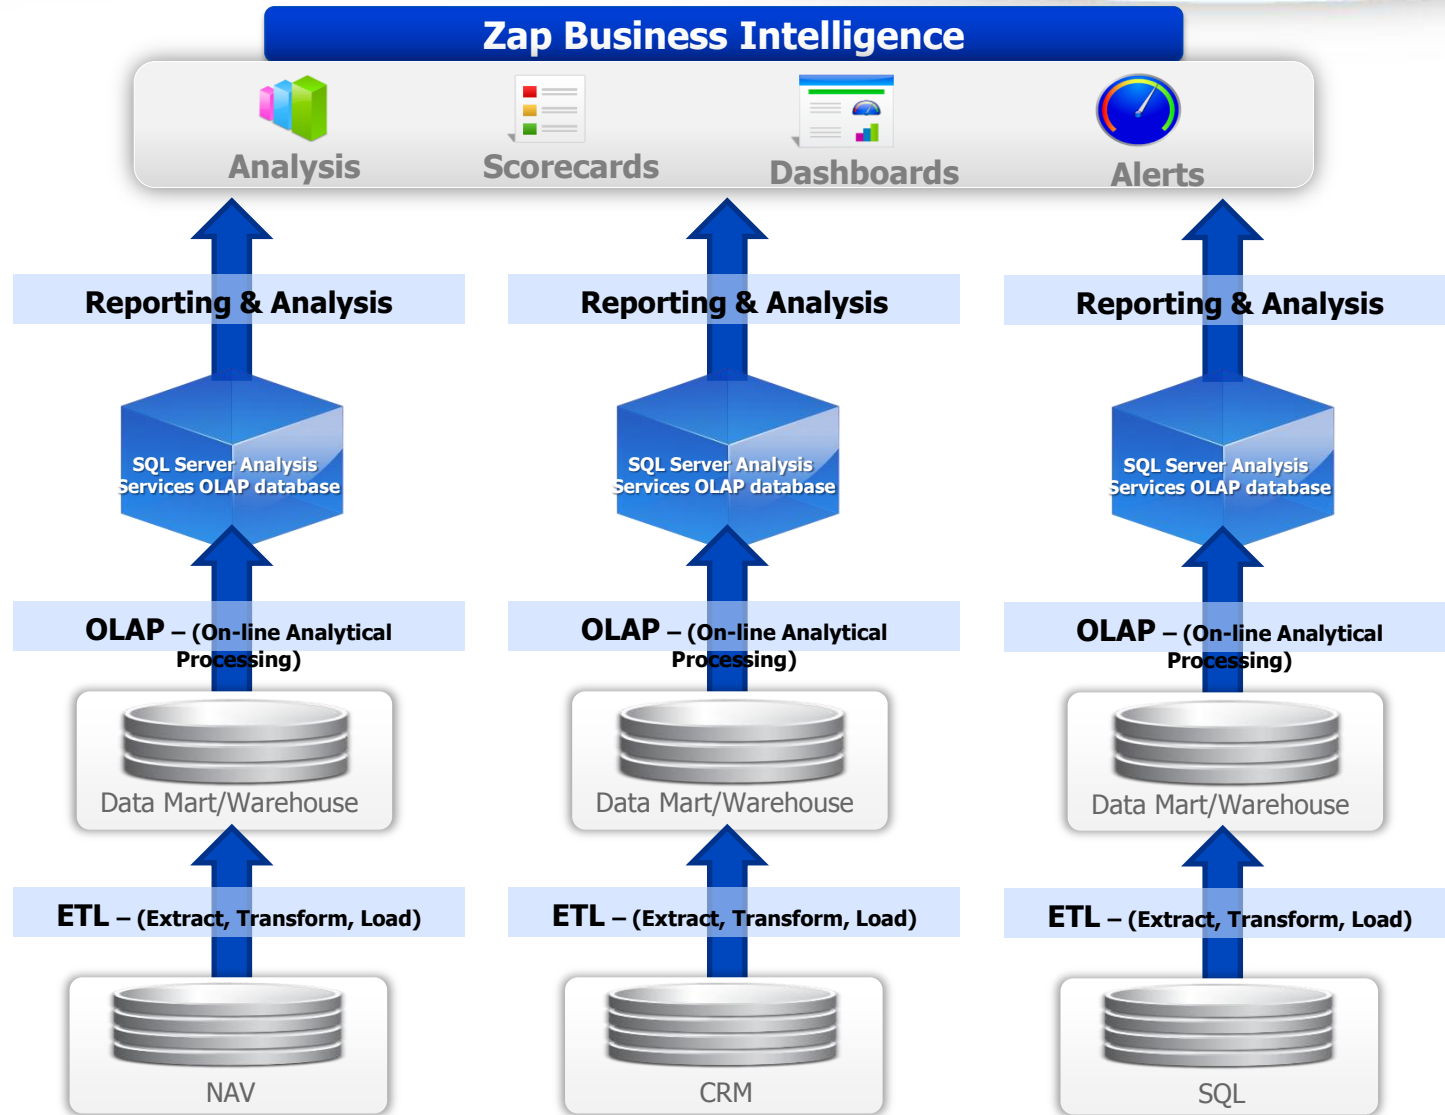 Zap Business Intelligence
Analysis
Scorecards
Dashboards
Alerts
Reporting & Analysis
Reporting & Analysis
Reporting & Analysis
SQL Server Analysis
Services OLAP database
SQL Server Analysis
Services OLAP database
SQL Server Analysis
Services OLAP database
OLAP – (On-line Analytical
Processing)
OLAP – (On-line Analytical
Processing)
OLAP – (On-line Analytical
Processing)
Data Mart/Warehouse
Data Mart/Warehouse
Data Mart/Warehouse
ETL – (Extract, Transform, Load)
ETL – (Extract, Transform, Load)
ETL – (Extract, Transform, Load)
NAV
CRM
SQL